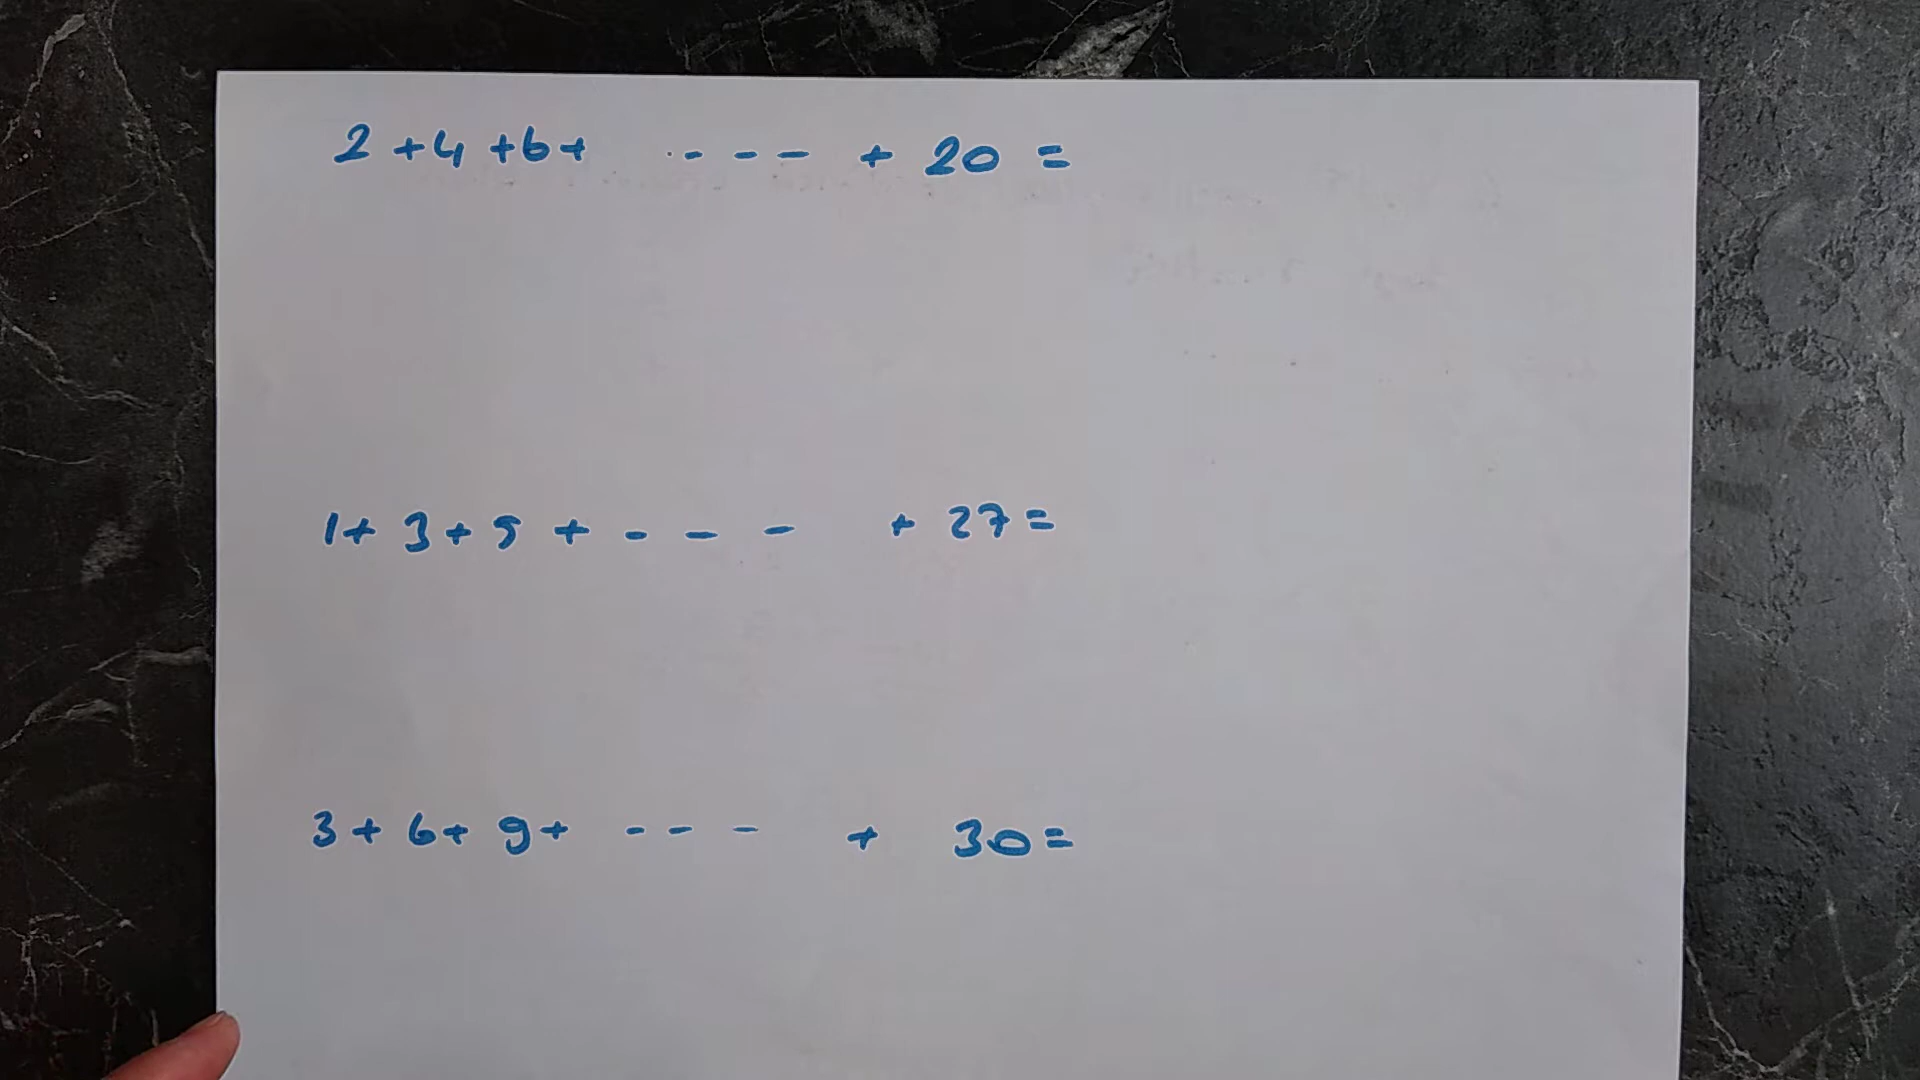 2 + 4 + 6 + - - - + 20 =
1 + 3 + 5 + - - - + 27 =
3 + 6 + 9 + - - - + 30 =